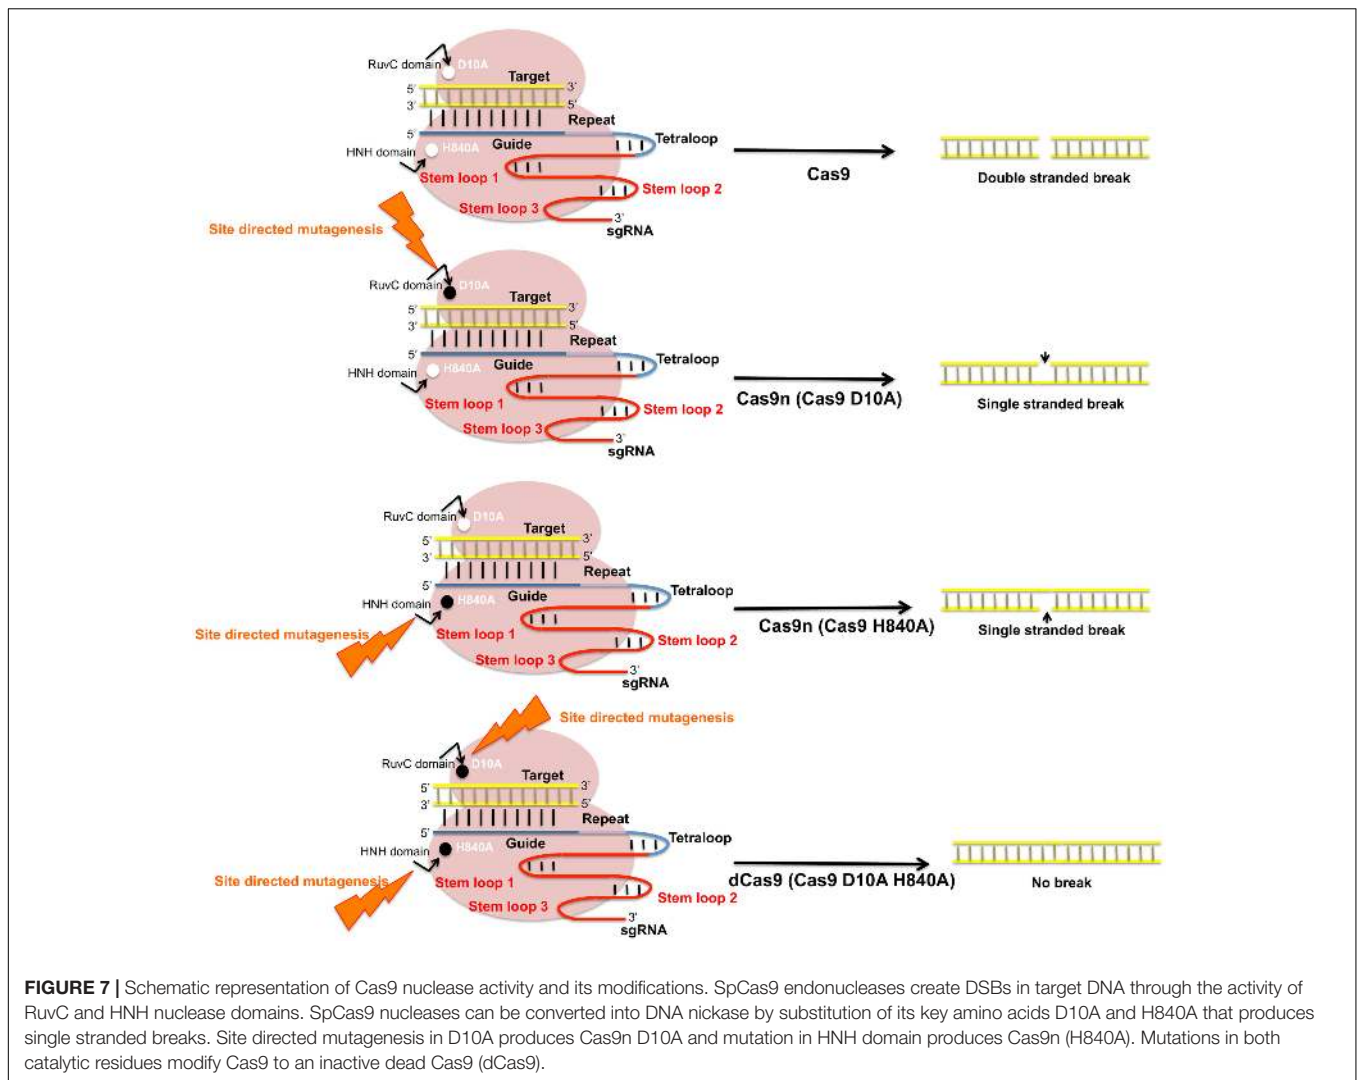 RuvC domain
D10A
Target
5'
3'
3'
5'
Repeat
5'
Tetraloop
Guide
HNH domain
H840A
Stem loop 1
Stem loop 2
Stem loop 3
3'
sgRNA
Cas9
Double stranded break
Site directed mutagenesis
RuvC domain
D10A
Target
5'
3'
3'
5'
Repeat
5'
Tetraloop
Guide
HNH domain
H840A
Stem loop 1
Stem loop 2
Stem loop 3
3'
sgRNA
Cas9n (Cas9 D10A)
Single stranded break
RuvC domain
D10A
Target
5'
3'
3'
5'
Repeat
5'
Tetraloop
Guide
HNH domain
H840A
Site directed mutagenesis
Stem loop 1
Stem loop 2
Stem loop 3
3'
sgRNA
Cas9n (Cas9 H840A)
Single stranded break
Site directed mutagenesis
RuvC domain
D10A
Target
5'
3'
3'
5'
Repeat
5'
Tetraloop
Guide
HNH domain
H840A
Site directed mutagenesis
Stem loop 1
Stem loop 2
Stem loop 3
3'
sgRNA
dCas9 (Cas9 D10A H840A)
No break
FIGURE 7 | Schematic representation of Cas9 nuclease activity and its modifications. SpCas9 endonucleases create DSBs in target DNA through the activity of
RuvC and HNH nuclease domains. SpCas9 nucleases can be converted into DNA nickase by substitution of its key amino acids D10A and H840A that produces
single stranded breaks. Site directed mutagenesis in D10A produces Cas9n D10A and mutation in HNH domain produces Cas9n (H840A). Mutations in both
catalytic residues modify Cas9 to an inactive dead Cas9 (dCas9).